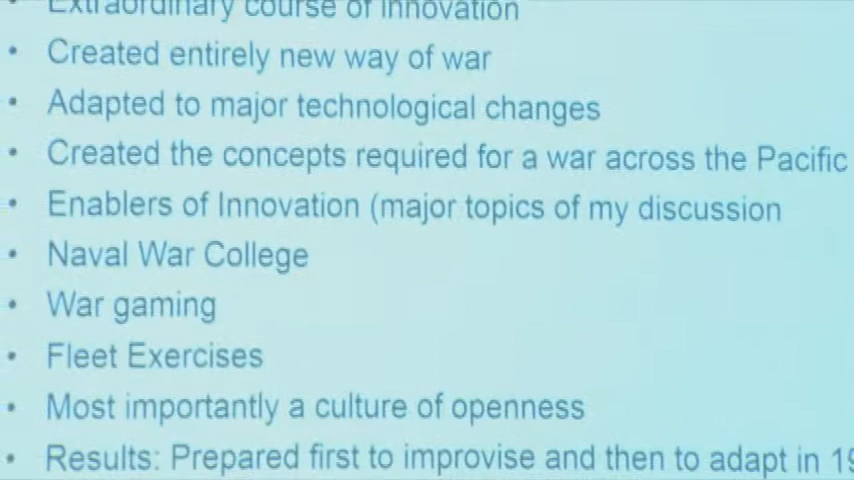 • Extraordinary course of innovation
• Created entirely new way of war
• Adapted to major technological changes
• Created the concepts required for a war across the Pacific
• Enablers of Innovation (major topics of my discussion
• Naval War College
• War gaming
• Fleet Exercises
• Most importantly a culture of openness
• Results: Prepared first to improvise and then to adapt in 19